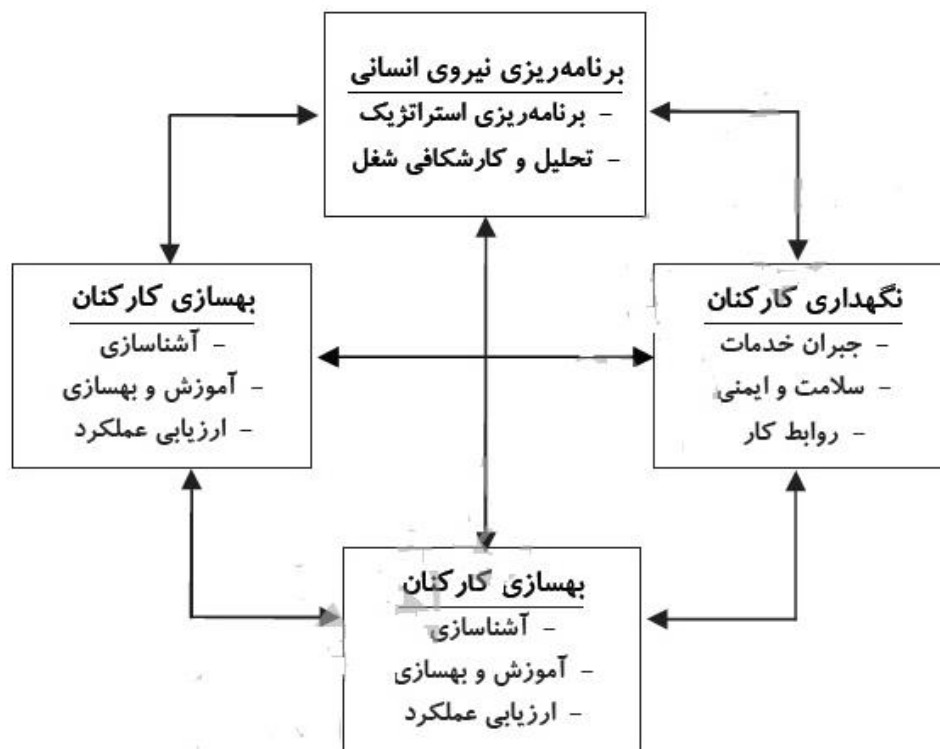 برنامه‌ریزی نیروی انسانی
- برنامه‌ریزی استراتژیک
- تحلیل و کارشکافی شغل
نگهداری کارکنان
- جبران خدمات
- سلامت و ایمنی
- روابط کار
بهسازی کارکنان
- آشناسازی
- آموزش و بهسازی
- ارزیابی عملکرد
بهسازی کارکنان
- آشناسازی
- آموزش و بهسازی
- ارزیابی عملکرد